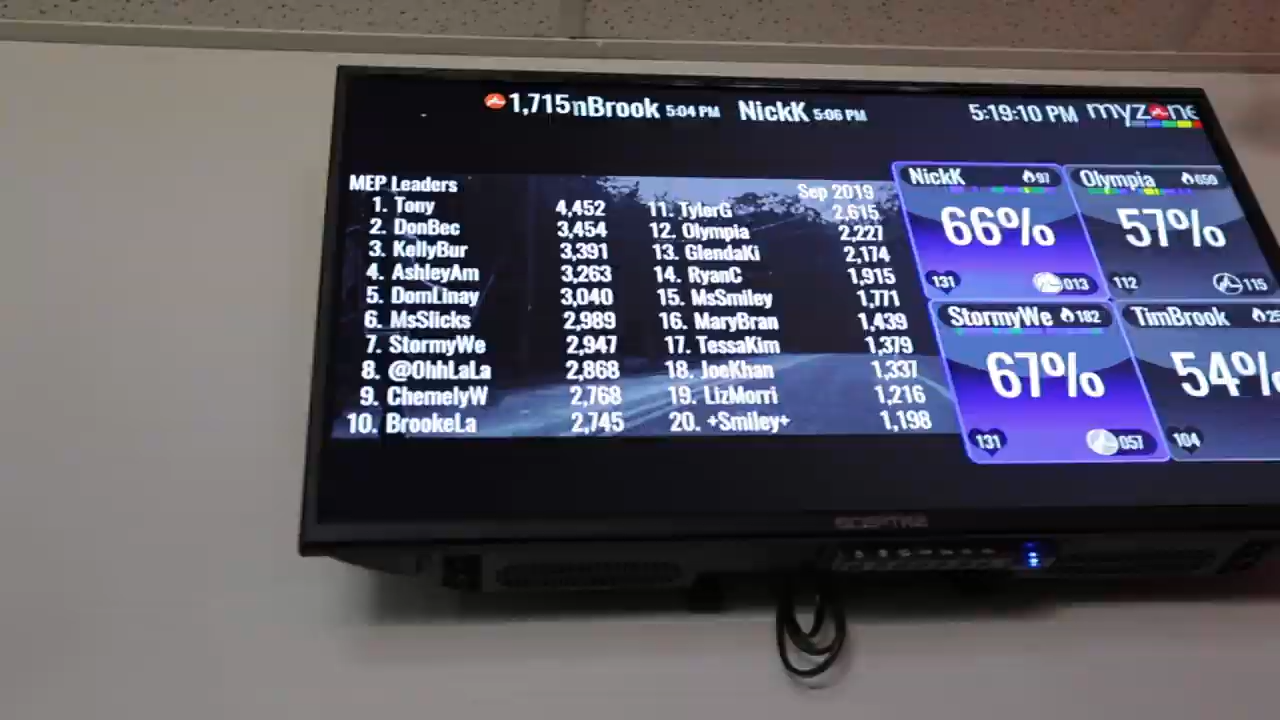 1,715 nBrook 5:04 PM NickK 5:06 PM 5:19:10 PM myzone
MEP Leaders Sep 2019
1. Tony 4,452
2. DonBec 3,454
3. KellyBur 3,391
4. AshleyAm 3,263
5. DomLinay 3,040
6. MsSlicks 2,989
7. StormyWe 2,947
8. @OhhLaLa 2,868
9. ChemelyW 2,768
10. BrookeLa 2,745
11. TylerG 2,615
12. Olympia 2,227
13. GlendaKi 2,174
14. RyanC 1,915
15. MsSmiley 1,771
16. MaryBran 1,439
17. TessaKim 1,379
18. JoeKhan 1,337
19. LizMorri 1,216
20. +Smiley+ 1,198
NickK 97
66%
131 013
Olympia 650
57%
112 115
StormyWe 182
67%
131 057
TimBrook 25
54%
104
SCEPTRE